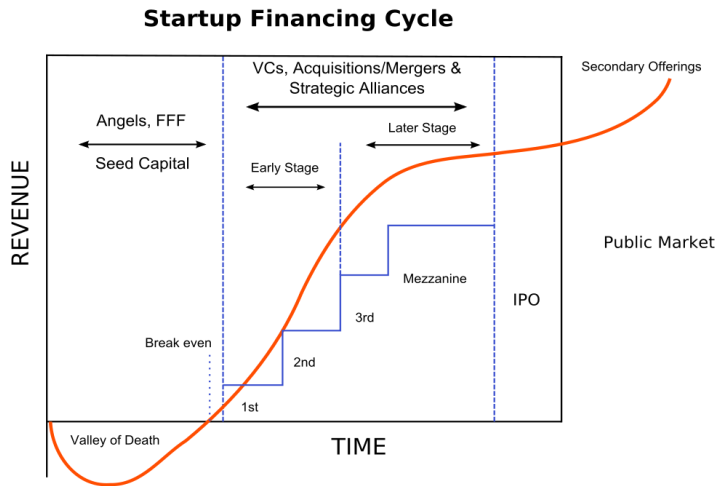 Startup Financing Cycle
Secondary Offerings
VCs, Acquisitions/Mergers &
Strategic Alliances
Angels, FFF
Later Stage
Seed Capital
Early Stage
REVENUE
Public Market
Mezzanine
IPO
3rd
Break even
2nd
1st
Valley of Death
TIME